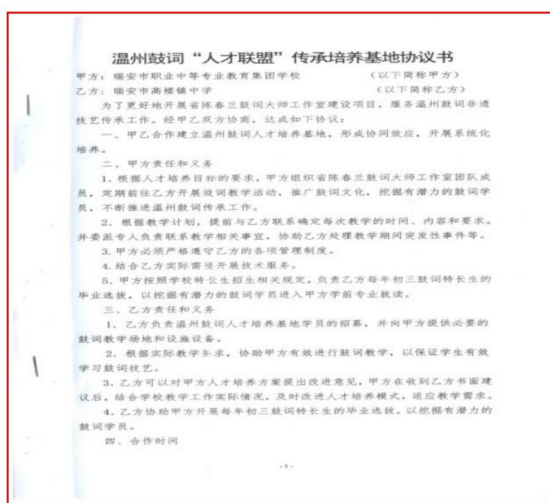 温州鼓词“人才联盟”传承培养基地协议书
甲方：瑞安市职业中等专业教育集团学校 （以下简称甲方）
乙方：瑞安市高楼镇中学 （以下简称乙方）
为了更好地开展省陈春兰鼓词大师工作室建设项目，服务温州鼓词非遗
技艺传承工作。经甲乙双方协商，达成如下协议：
一、甲乙合作建立温州鼓词人才培养基地，形成协同效应，开展系统化
培养。
二、甲方责任和义务
1．根据人才培养目标的要求，甲方组织省陈春兰鼓词大师工作室团队成
员，定期前往乙方开展鼓词教学活动，推广鼓词文化，挖掘有潜力的鼓词学
员，不断推进温州鼓词传承工作。
2．根据教学计划，提前与乙方联系确定每次教学的时间、内容和要求。
并委派专人负责联系教学相关事宜，协助乙方处理教学期间突发性事件等。
3．甲方必须严格遵守乙方的各项管理制度。
4．结合乙方实际需要开展技术服务。
5．甲方按照学校特长生招生相关规定，负责乙方每年初三鼓词特长生的
毕业选拔，以挖掘有潜力的鼓词学员进入甲方学前专业就读。
三、乙方责任和义务
1．乙方负责温州鼓词人才培养基地学员的招募，并向甲方提供必要的
鼓词教学场地和设施设备。
2．根据实际教学要求，协助甲方有效进行鼓词教学，以保证学生有效
学习鼓词技艺。
3．乙方可以对甲方人才培养方案提出改进意见，甲方在收到乙方书面建
议后，结合学校教学工作实际情况，及时改进人才培养模式，适应教学需求。
4．乙方协助甲方开展每年初三鼓词特长生的毕业选拔，以挖掘有潜力的
鼓词学员。
四、合作时间
-1-